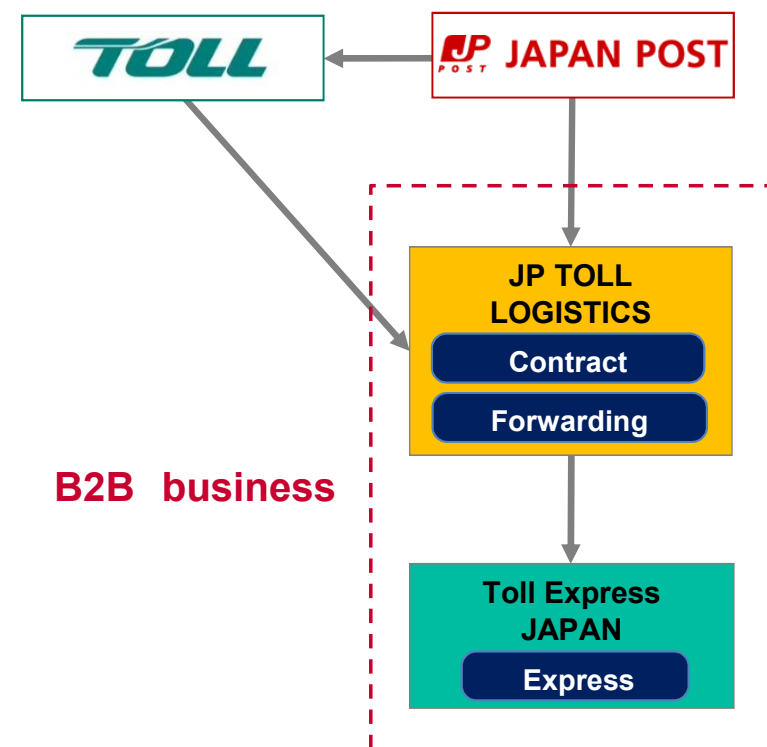 TOLL
JP POST JAPAN POST
JP TOLL
LOGISTICS
Contract
Forwarding
B2B business
Toll Express
JAPAN
Express